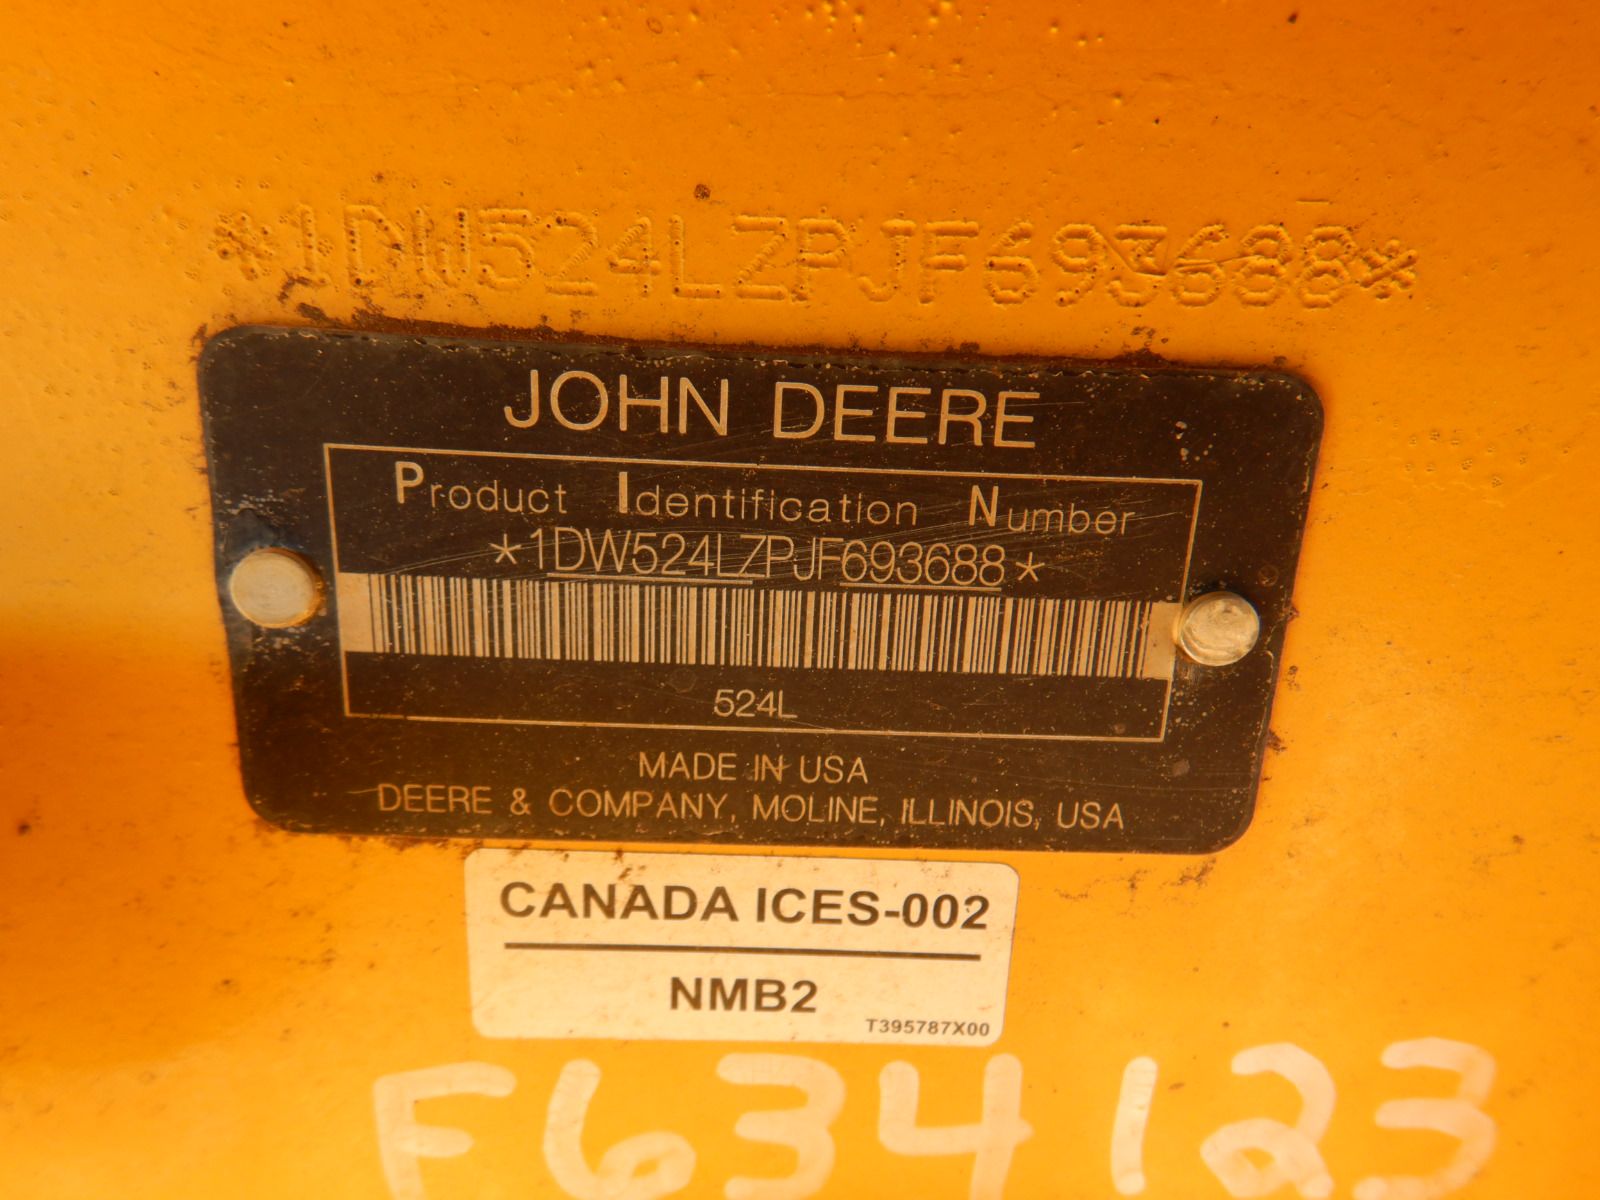 *1DW524LZPJF693688*
JOHN DEERE
Product Identification Number
*1DW524LZPJF693688*
524L
MADE IN USA
DEERE & COMPANY, MOLINE, ILLINOIS, USA
CANADA ICES-002
NMB2
T395787X00
F634123